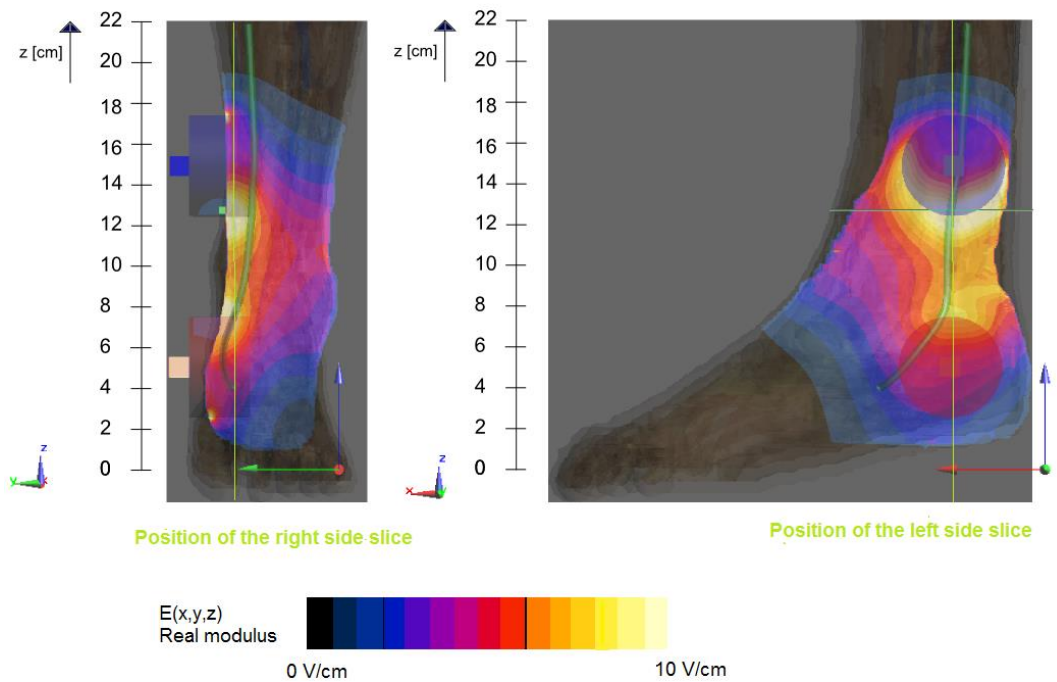 22
z [cm]
20
18
16
14
12
10
8
6
4
2
0
z
y
x
22
z [cm]
20
18
16
14
12
10
8
6
4
2
0
z
x
y
Position of the right side slice
Position of the left side slice
E(x,y,z)
Real modulus
0 V/cm
10 V/cm